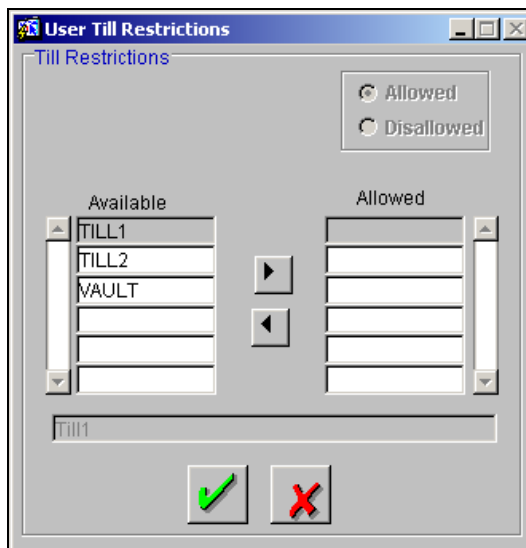 User Till Restrictions
Till Restrictions
Allowed
Disallowed
Available
Allowed
TILL1
TILL2
VAULT
Till1